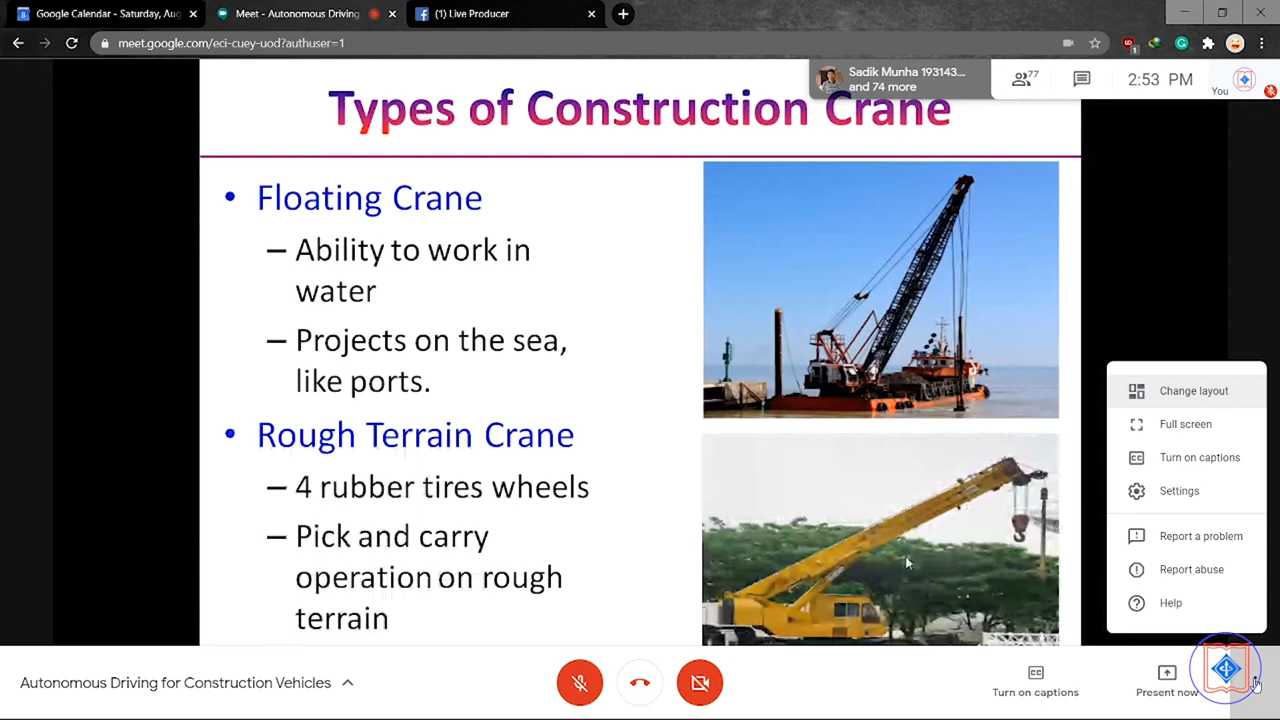 Google Calendar - Saturday, Aug
Meet - Autonomous Driving
(1) Live Producer
meet.google.com/eci-cuey-uod?authuser=1
Sadik Munha 193143...
and 74 more
77
2:53 PM
You
Types of Construction Crane
• Floating Crane
– Ability to work in
water
– Projects on the sea,
like ports.
• Rough Terrain Crane
– 4 rubber tires wheels
– Pick and carry
operation on rough
terrain
Change layout
Full screen
Turn on captions
Settings
Report a problem
Report abuse
Help
Autonomous Driving for Construction Vehicles
Turn on captions
Present now